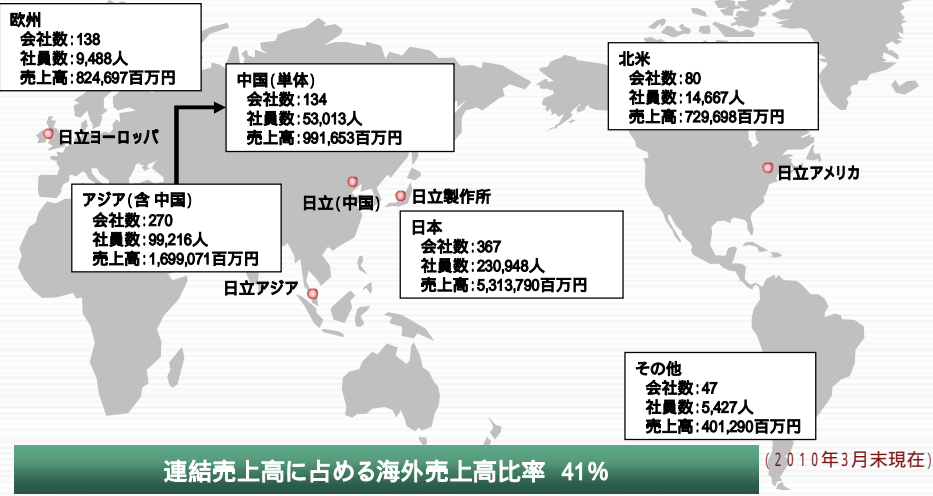 欧州
会社数:138
社員数:9,488人
売上高:824,697百万円
中国(単体)
会社数:134
社員数:53,013人
売上高:991,653百万円
北米
会社数:80
社員数:14,667人
売上高:729,698百万円
日立ヨーロッパ
日立アメリカ
アジア(含 中国)
会社数:270
社員数:99,216人
売上高:1,699,071百万円
日立(中国)
日立製作所
日本
会社数:367
社員数:230,948人
売上高:5,313,790百万円
日立アジア
その他
会社数:47
社員数:5,427人
売上高:401,290百万円
連結売上高に占める海外売上高比率 41%
(2010年3月末現在)